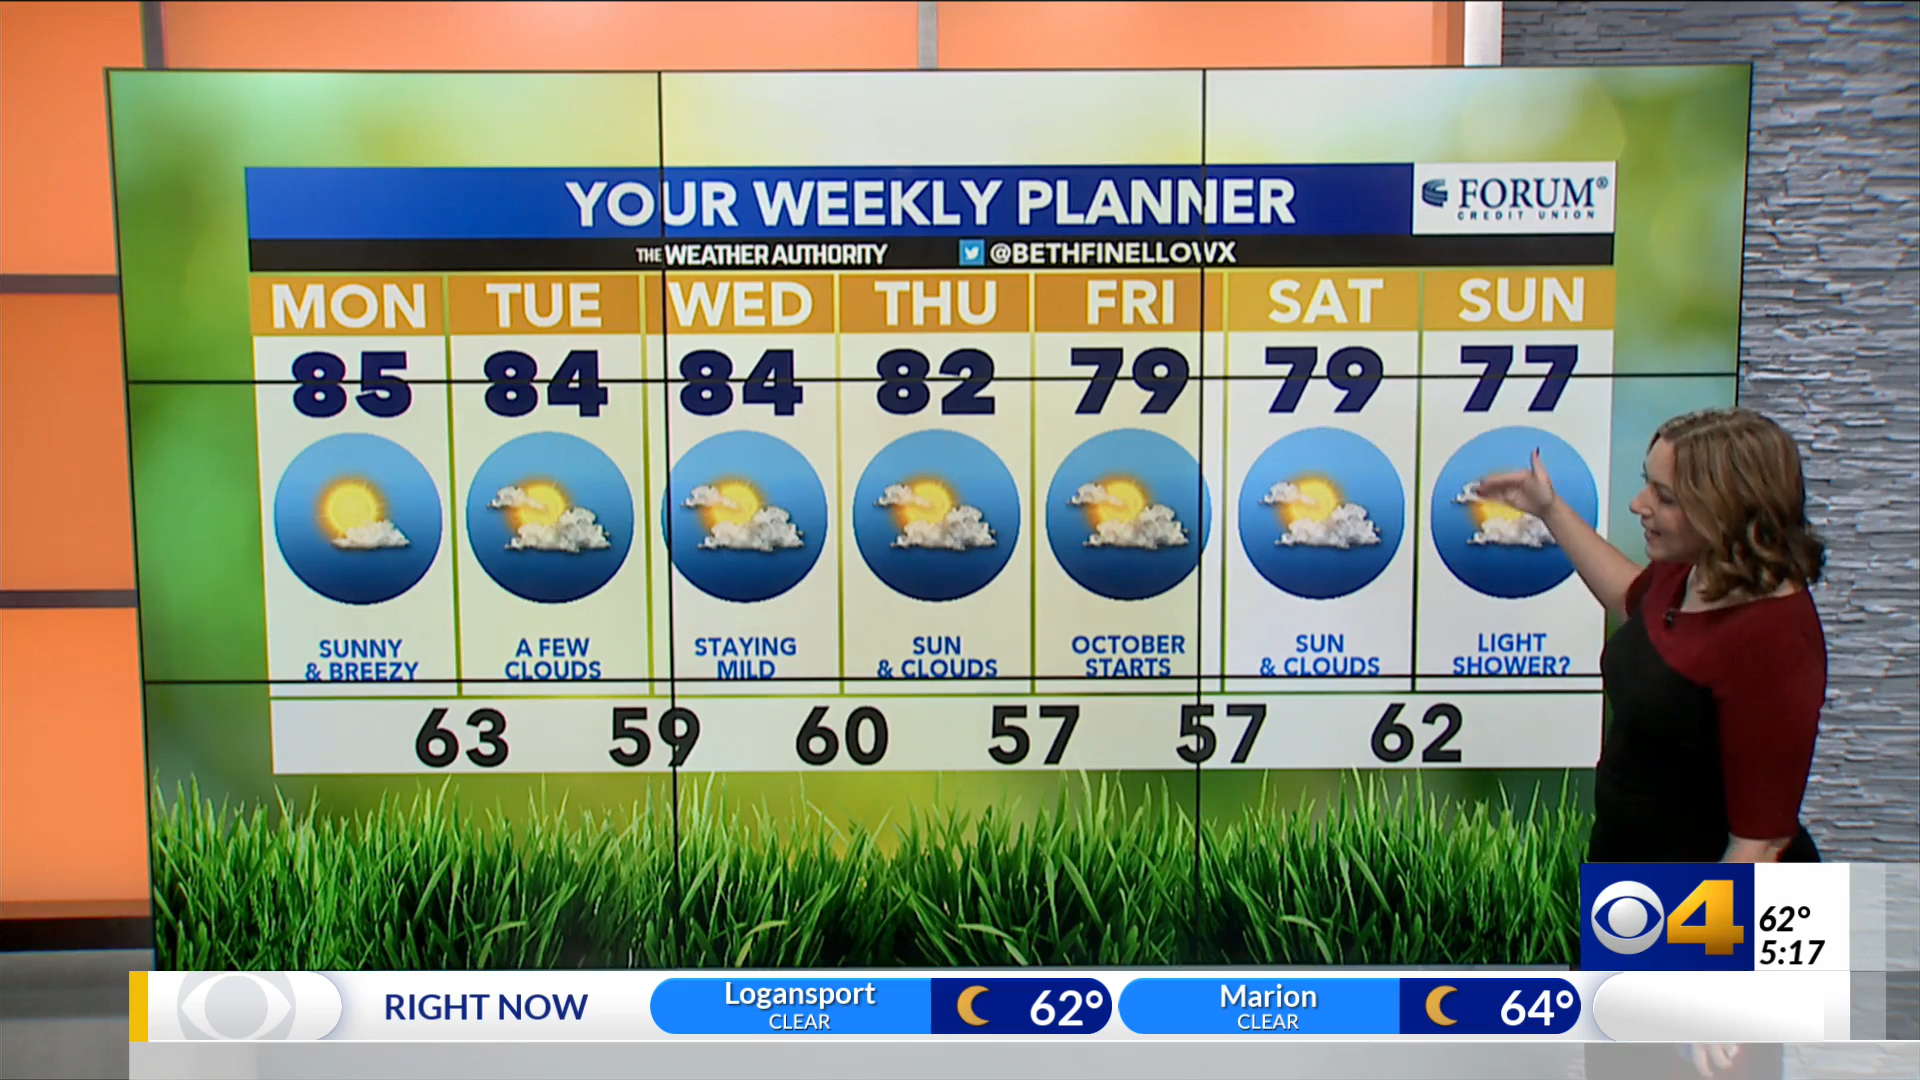 YOUR WEEKLY PLANNER
FORUM®
CREDIT UNION
THE WEATHER AUTHORITY @BETHFINELLOWX
MON TUE WED THU FRI SAT SUN
85 84 84 82 79 79 77
SUNNY & BREEZY
A FEW CLOUDS
STAYING MILD
SUN & CLOUDS
OCTOBER STARTS
SUN & CLOUDS
LIGHT SHOWER?
63 59 60 57 57 62
4
62°
5:17
RIGHT NOW
Logansport
CLEAR
62°
Marion
CLEAR
64°